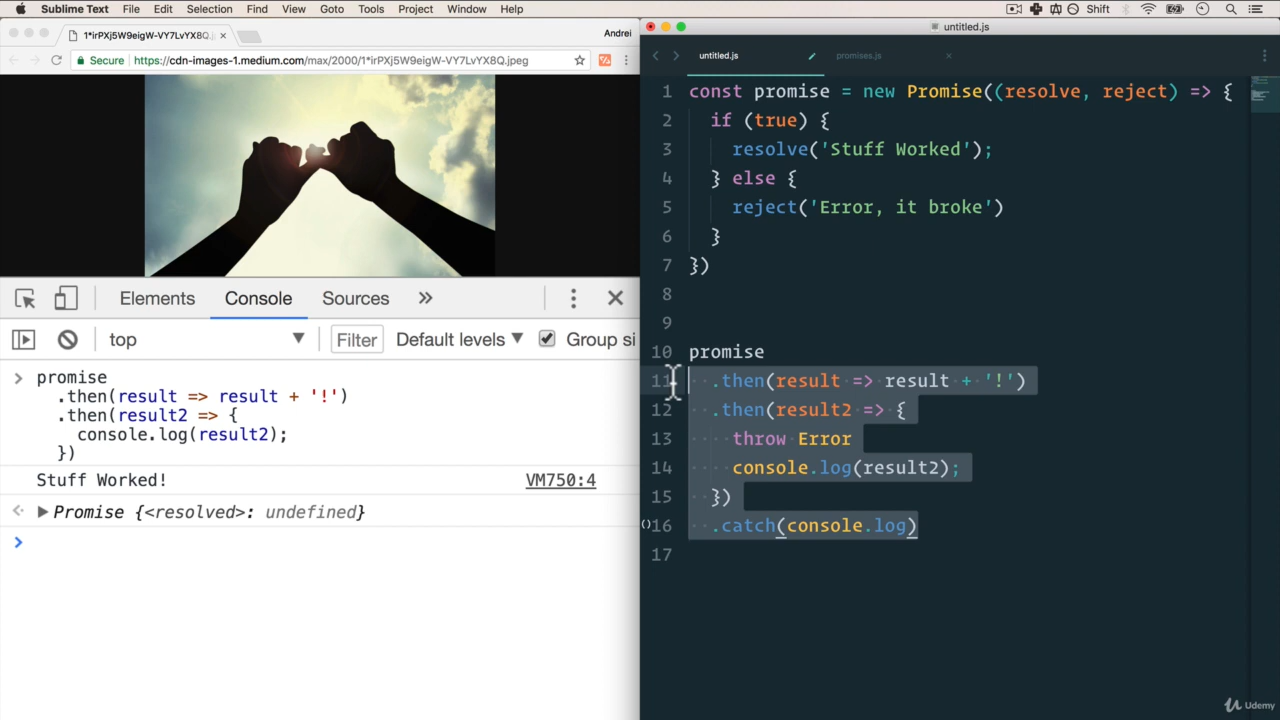 Sublime Text File Edit Selection Find View Goto Tools Project Window Help Shift
1*irPXj5W9eigW-VY7LvYX8Q.j
Andrei
Secure https://cdn-images-1.medium.com/max/2000/1*irPXj5W9eigW-VY7LvYX8Q.jpeg
Elements Console Sources »
top Filter Default levels Group si
promise
.then(result => result + '!')
.then(result2 => {
console.log(result2);
})
Stuff Worked! VM750:4
Promise {<resolved>: undefined}
untitled.js
untitled.js promises.js
1 const promise = new Promise((resolve, reject) => {
2 if (true) {
3 resolve('Stuff Worked');
4 } else {
5 reject('Error, it broke')
6 }
7 })
8
9
10 promise
11 .then(result => result + '!')
12 .then(result2 => {
13 throw Error
14 console.log(result2);
15 })
16 .catch(console.log)
17
Udemy